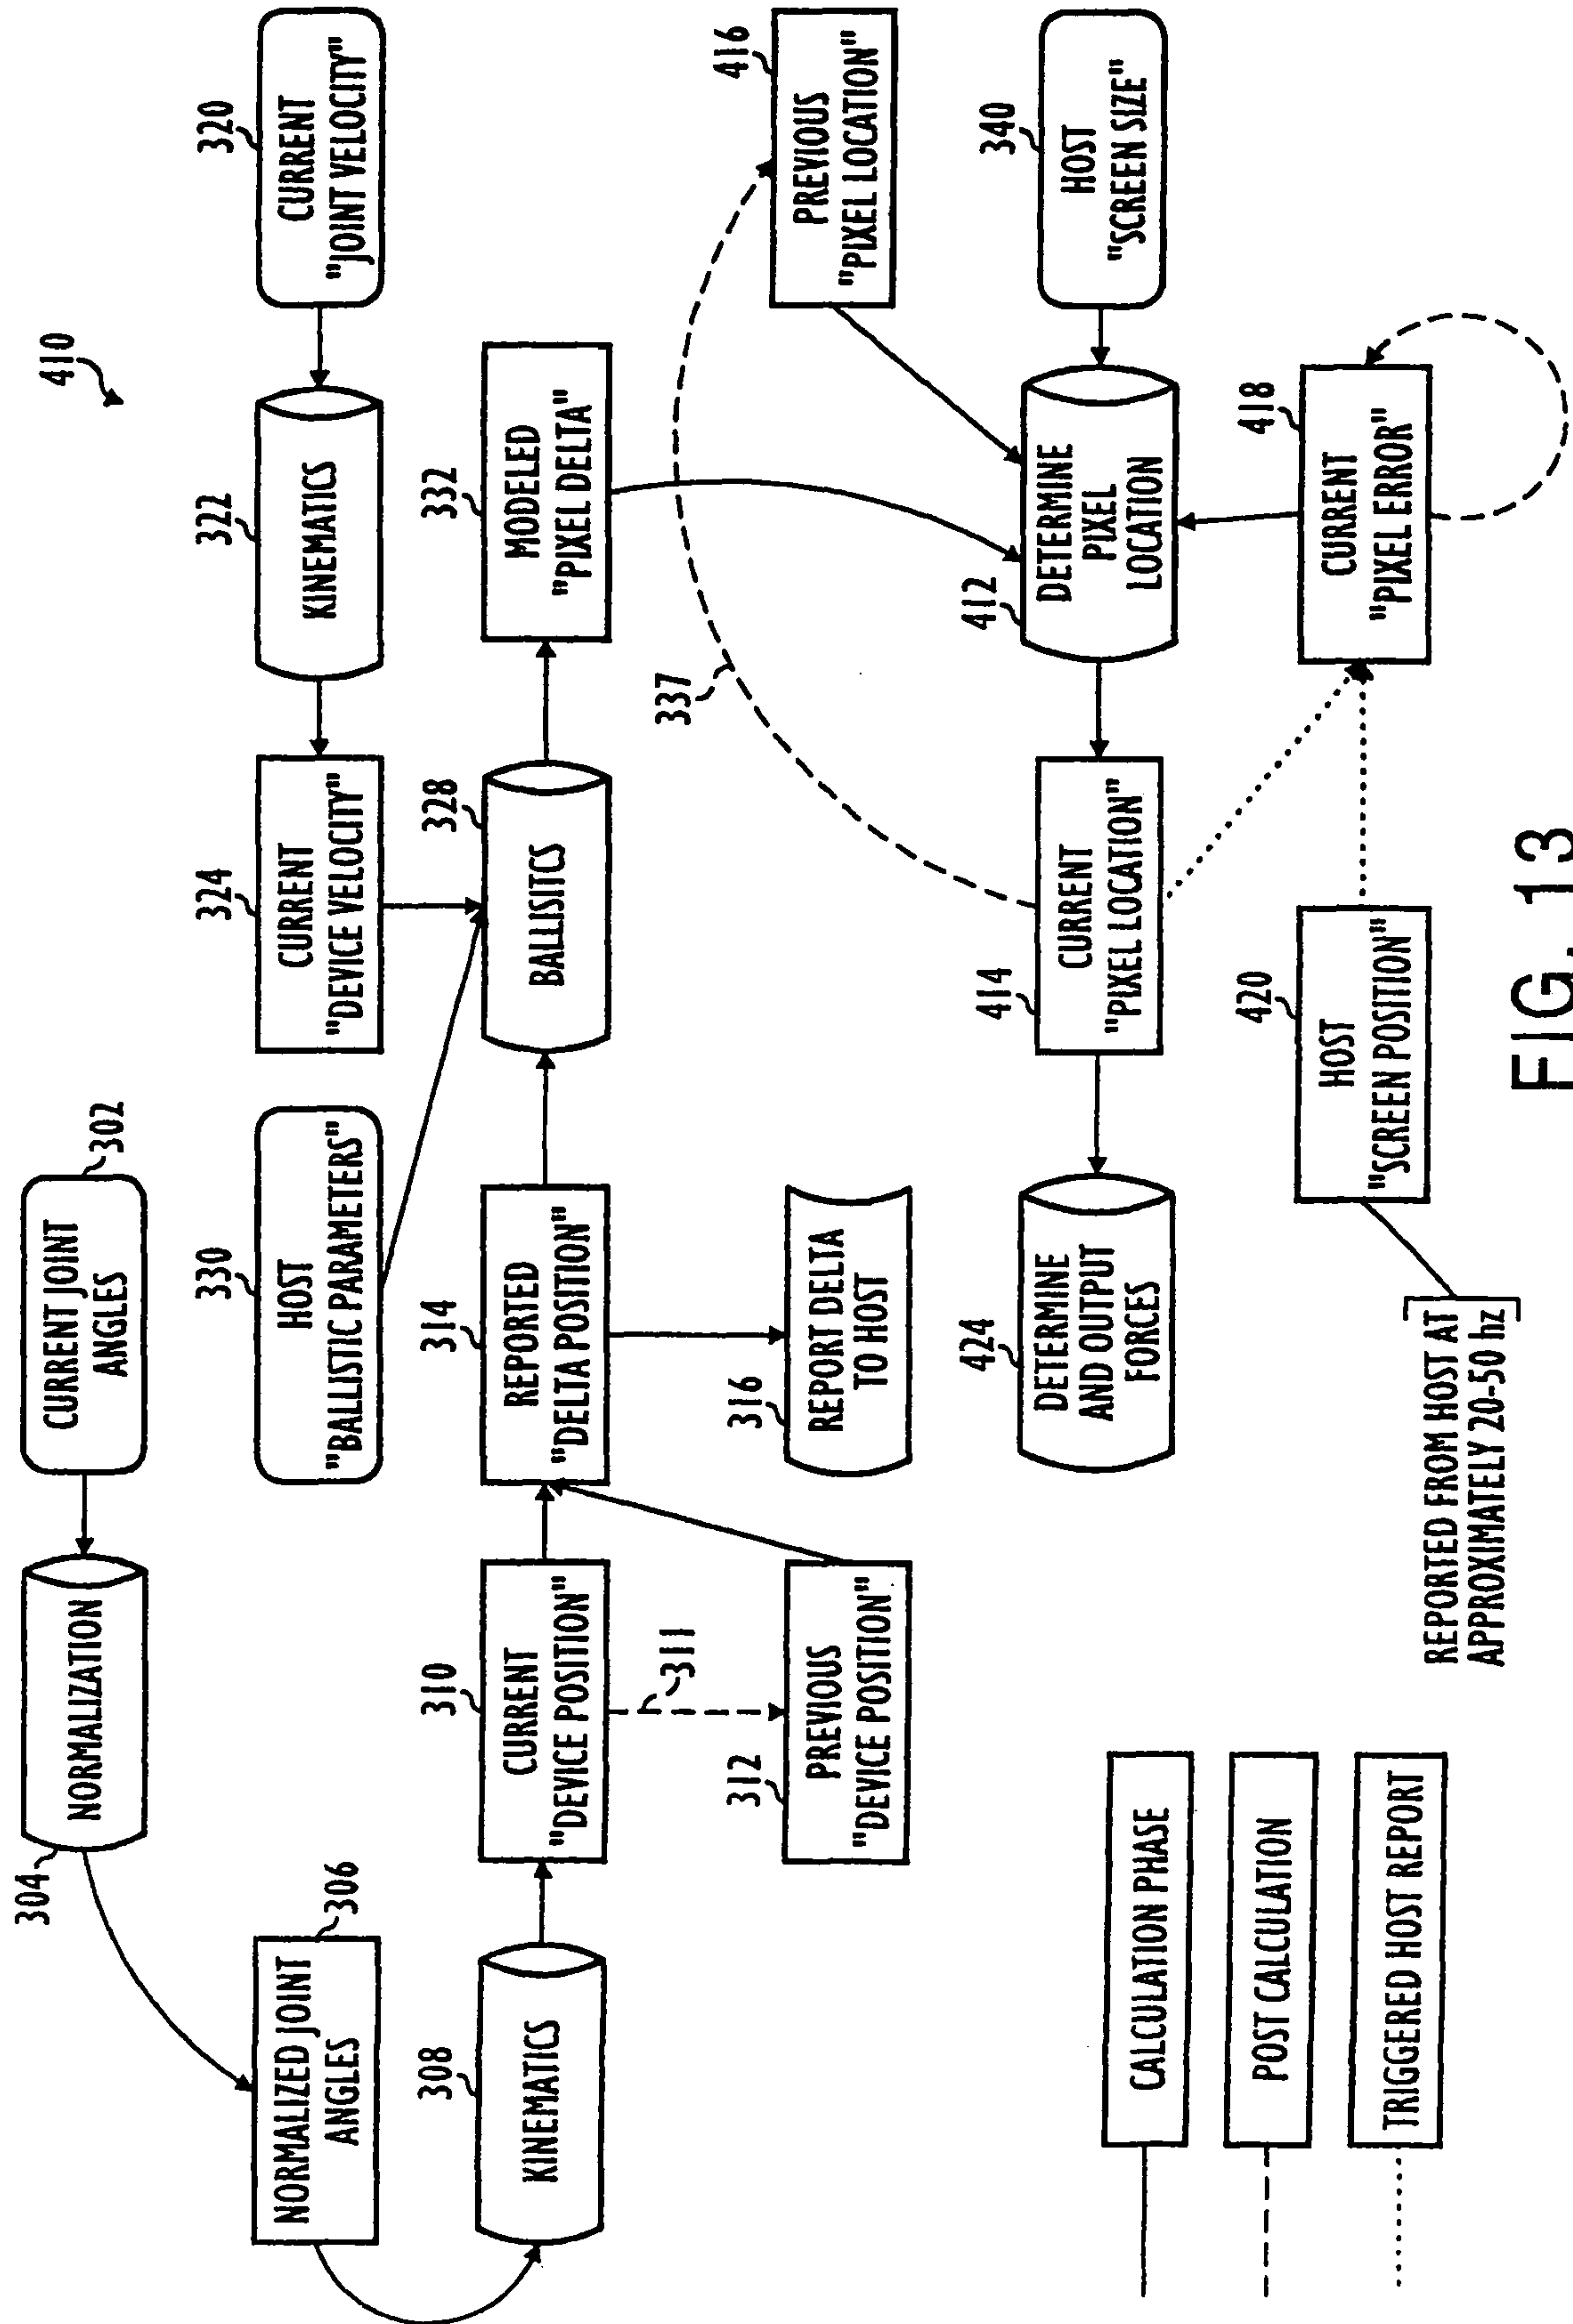 410
302
CURRENT JOINT
ANGLES
304
NORMALIZATION
306
NORMALIZED JOINT
ANGLES
330
HOST
"BALLISTIC PARAMETERS"
324
CURRENT
"DEVICE VELOCITY"
322
KINEMATICS
320
CURRENT
"JOINT VELOCITY"
308
KINEMATICS
310
CURRENT
"DEVICE POSITION"
314
REPORTED
"DELTA POSITION"
328
BALLISITCS
332
MODELED
"PIXEL DELTA"
311
312
PREVIOUS
"DEVICE POSITION"
316
REPORT DELTA
TO HOST
337
416
PREVIOUS
"PIXEL LOCATION"
424
DETERMINE
AND OUTPUT
FORCES
414
CURRENT
"PIXEL LOCATION"
412
DETERMINE
PIXEL
LOCATION
340
HOST
"SCREEN SIZE"
420
HOST
"SCREEN POSITION"
418
CURRENT
"PIXEL ERROR"
REPORTED FROM HOST AT
APPROXIMATELY 20-50 hz
CALCULATION PHASE
POST CALCULATION
TRIGGERED HOST REPORT
FIG. 13